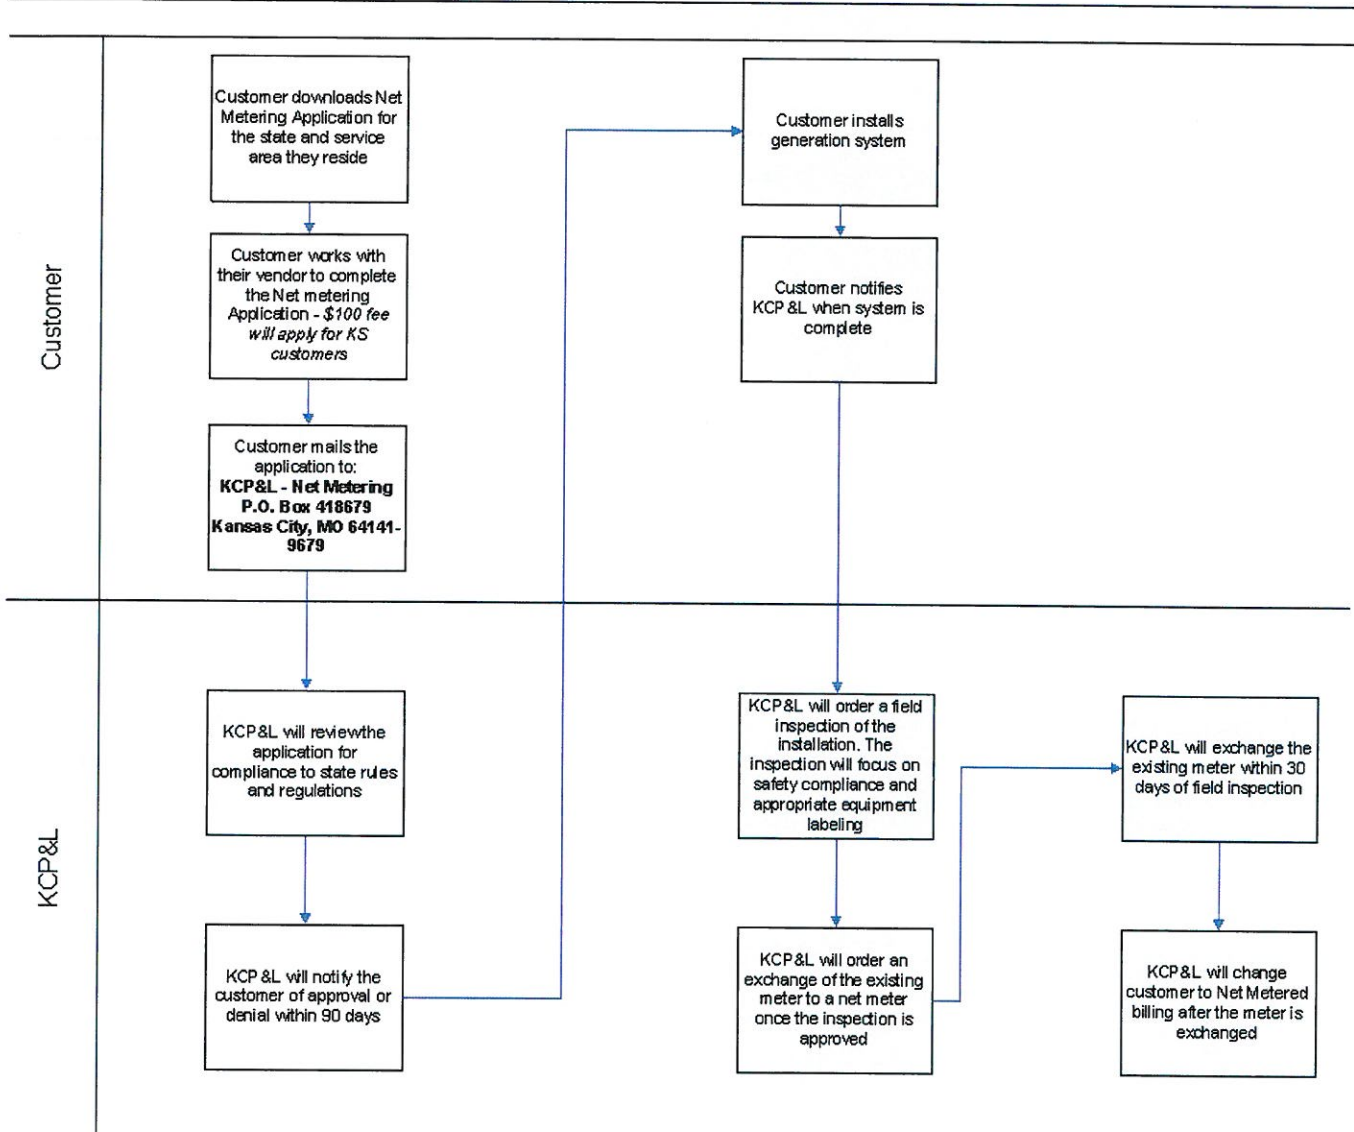 Customer
Customer downloads Net
Metering Application for
the state and service
area they reside
Customer works with
their vendor to complete
the Net metering
Application - $100 fee
will apply for KS
customers
Customer mails the
application to:
KCP&L - Net Metering
P.O. Box 418679
Kansas City, MO 64141-
9679
KCP&L
KCP&L will review the
application for
compliance to state rules
and regulations
KCP&L will notify the
customer of approval or
denial within 90 days
Customer installs
generation system
Customer notifies
KCP&L when system is
complete
KCP&L will order a field
inspection of the
installation. The
inspection will focus on
safety compliance and
appropriate equipment
labeling
KCP&L will order an
exchange of the existing
meter to a net meter
once the inspection is
approved
KCP&L will exchange the
existing meter within 30
days of field inspection
KCP&L will change
customer to Net Metered
billing after the meter is
exchanged